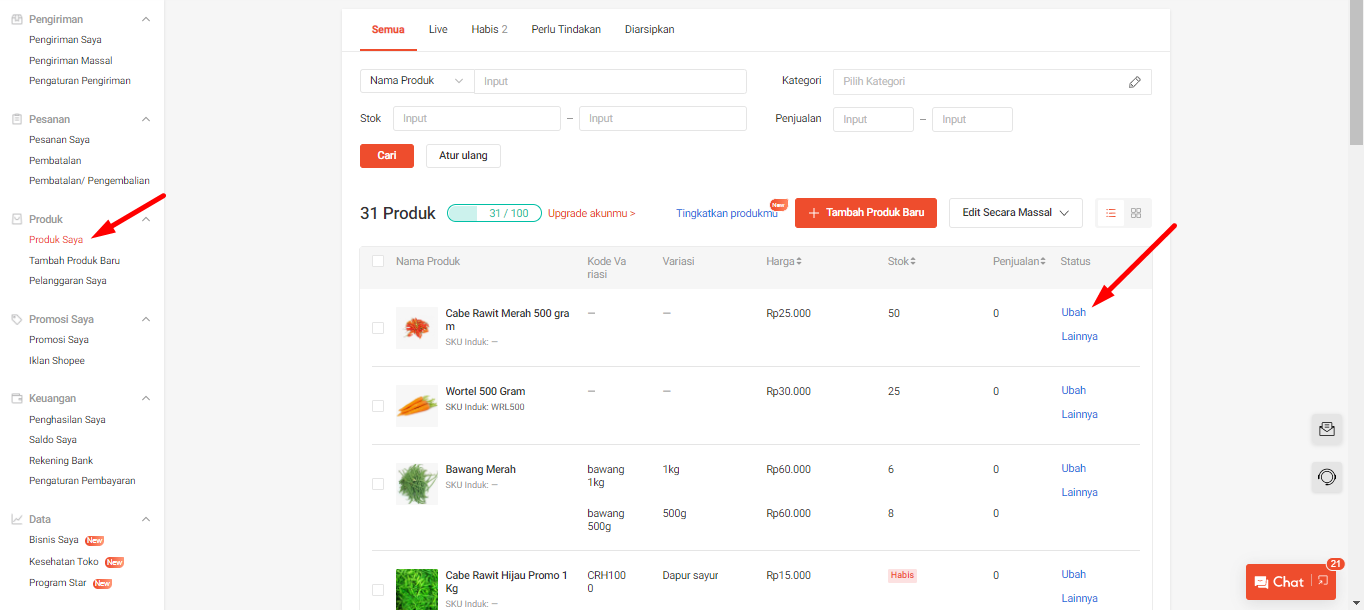 Pengiriman
Pengiriman Saya
Pengiriman Massal
Pengaturan Pengiriman
Pesanan
Pesanan Saya
Pembatalan
Pembatalan/ Pengembalian
Produk
Produk Saya
Tambah Produk Baru
Pelanggaran Saya
Promosi Saya
Promosi Saya
Iklan Shopee
Keuangan
Penghasilan Saya
Saldo Saya
Rekening Bank
Pengaturan Pembayaran
Data
Bisnis Saya New
Kesehatan Toko New
Program Star New
Semua Live Habis 2 Perlu Tindakan Diarsipkan
Nama Produk Input Kategori Pilih Kategori
Stok Input – Input Penjualan Input – Input
Cari Atur ulang
31 Produk 31 / 100 Upgrade akunmu > Tingkatkan produkmu New + Tambah Produk Baru Edit Secara Massal
Nama Produk Kode Va Variasi Harga Stok Penjualan Status
riasi
Cabe Rawit Merah 500 gra — — Rp25.000 50 0 Ubah
m
SKU Induk: — Lainnya
Wortel 500 Gram — — Rp30.000 25 0 Ubah
SKU Induk: WRL500 Lainnya
Bawang Merah bawang 1kg Rp60.000 6 0 Ubah
SKU Induk: — 1kg Lainnya
bawang 500g Rp60.000 8 0
500g
Cabe Rawit Hijau Promo 1 CRH100 Dapur sayur Rp15.000 Habis 0 Ubah
Kg 0
SKU Induk: — Lainnya
Chat 21